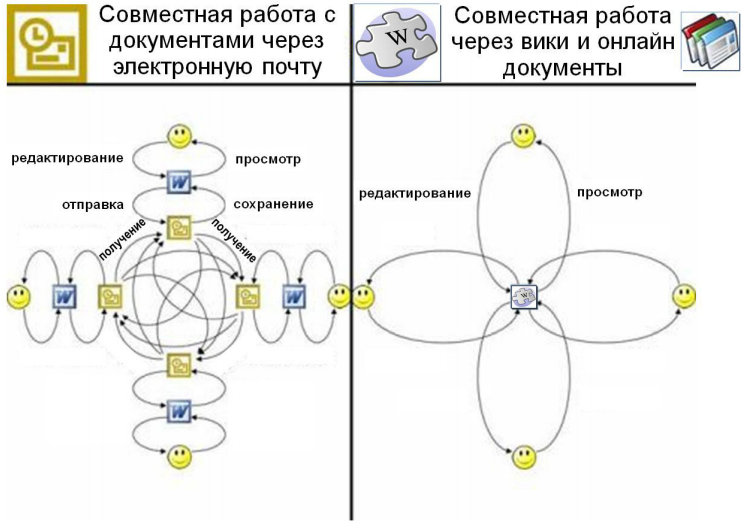 Совместная работа с
документами через
электронную почту
W
Совместная работа
через вики и онлайн
документы
редактирование
просмотр
W
отправка
сохранение
получение
получение
W
W
W
редактирование
просмотр
W